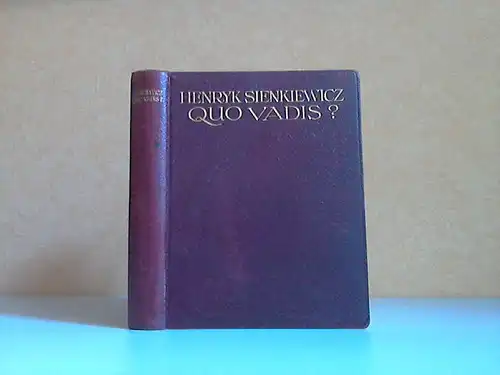 HENRYK SIENKIEWICZ
QUO VADIS ?